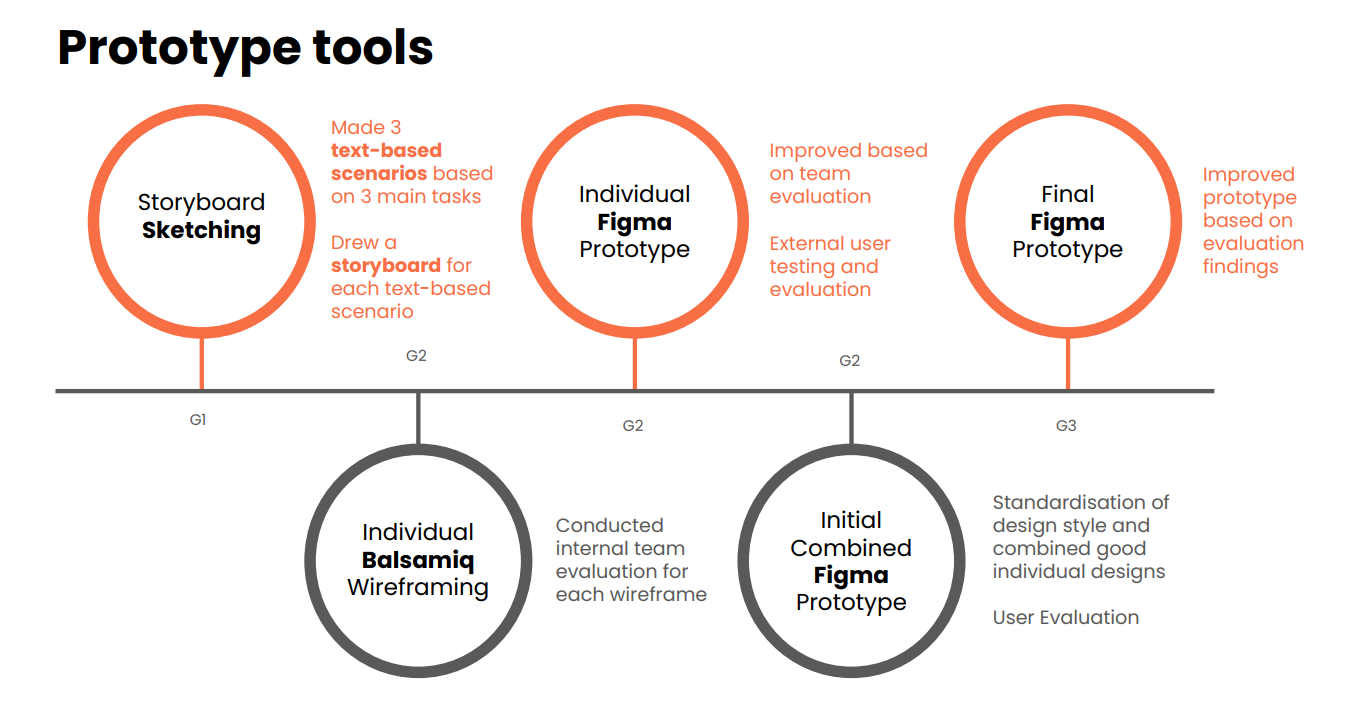 Prototype tools
Storyboard
Sketching
Made 3
text-based
scenarios based
on 3 main tasks
Drew a
storyboard for
each text-based
scenario
Individual
Figma
Prototype
Improved based
on team
evaluation
External user
testing and
evaluation
Final
Figma
Prototype
Improved
prototype
based on
evaluation
findings
G2
G2
G1
G2
G3
Individual
Balsamiq
Wireframing
Conducted
internal team
evaluation for
each wireframe
Initial
Combined
Figma
Prototype
Standardisation of
design style and
combined good
individual designs
User Evaluation